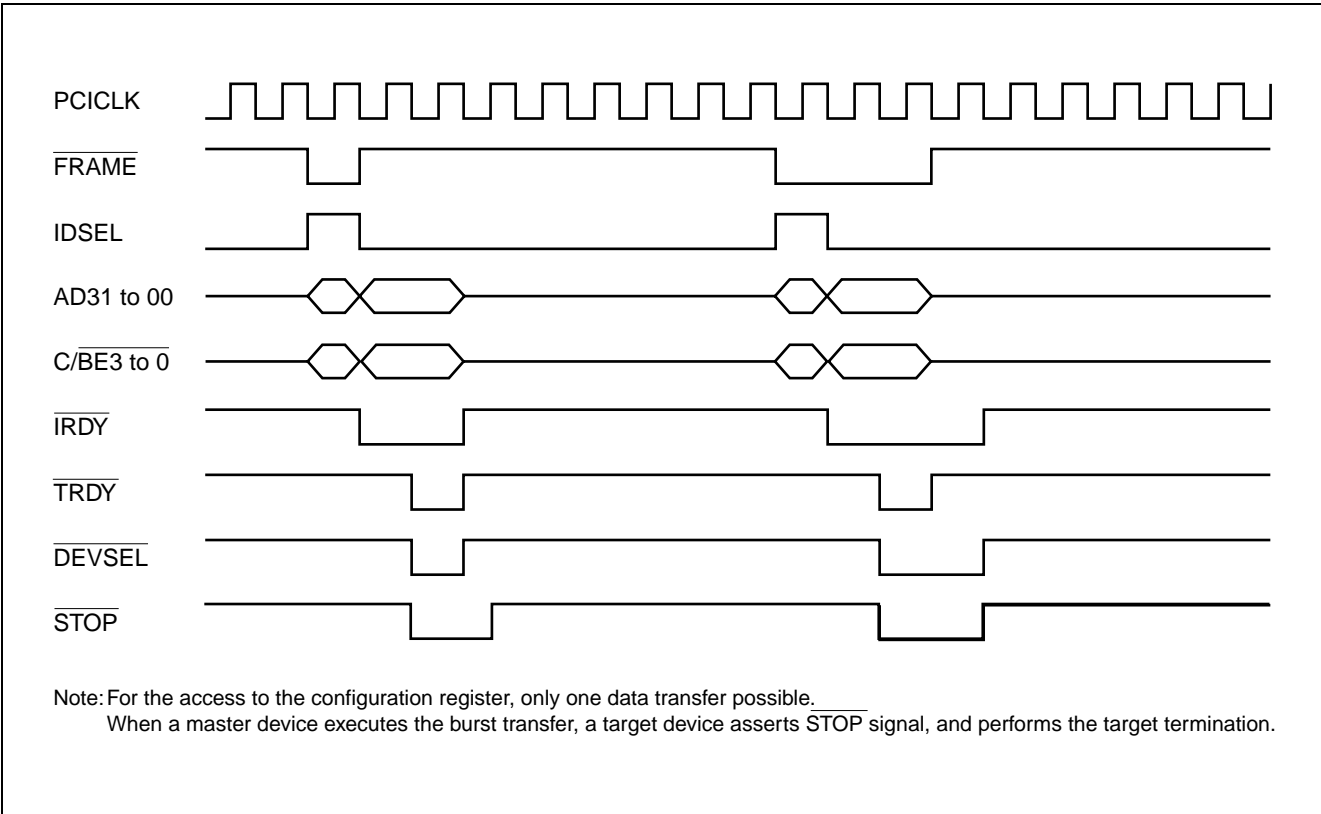 PCICLK
FRAME
IDSEL
AD31 to 00
C/BE3 to 0
IRDY
TRDY
DEVSEL
STOP
Note: For the access to the configuration register, only one data transfer possible.
When a master device executes the burst transfer, a target device asserts STOP signal, and performs the target termination.